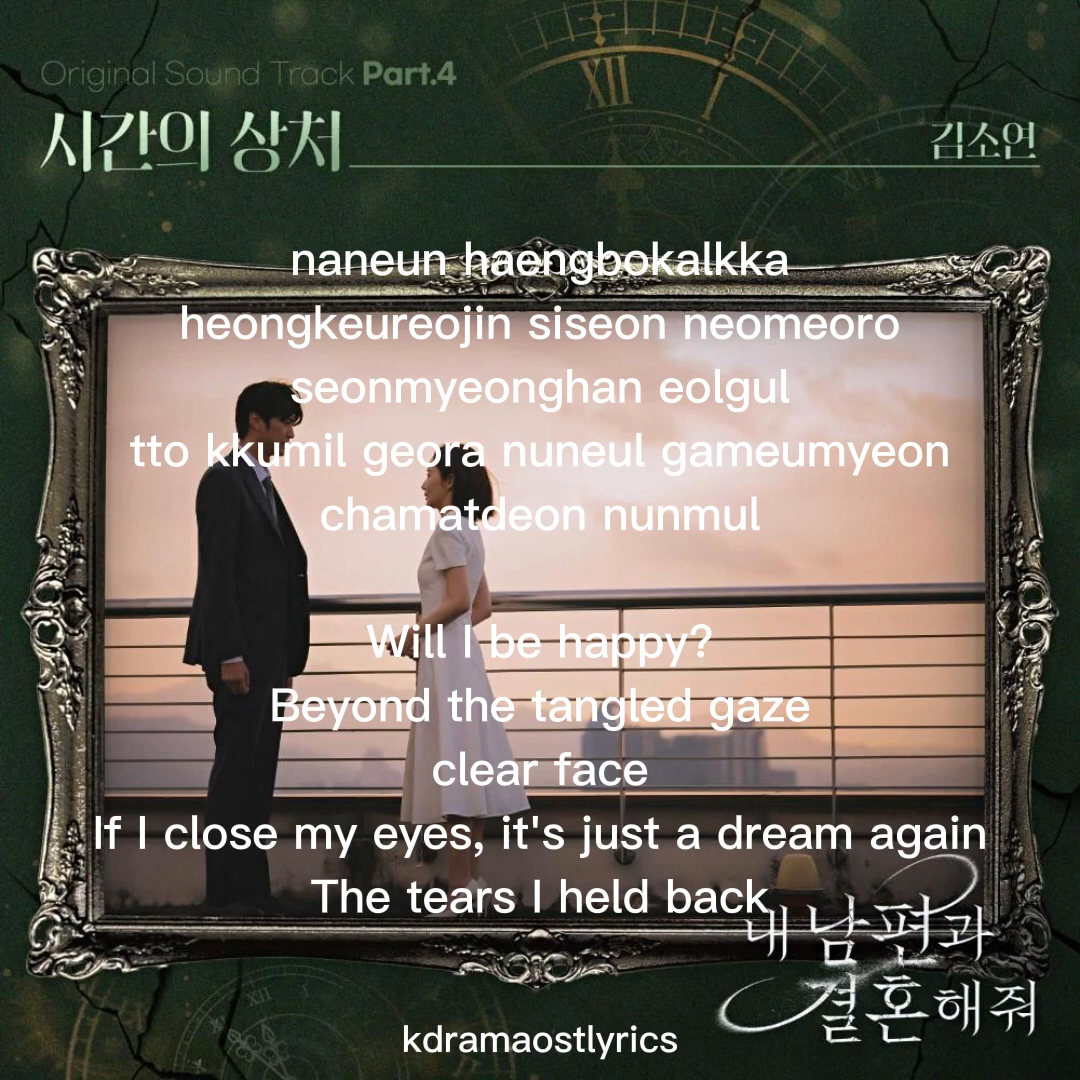 Original Sound Track Part.4
시간의 상처
김소연
naneun haengbokalkka
heongkeureojin siseon neomeoro
seonmyeonghan eolgul
tto kkumil geora nuneul gameumyeon
chamatdeon nunmul
Will I be happy?
Beyond the tangled gaze
clear face
If I close my eyes, it's just a dream again
The tears I held back
내 남편과
결혼해줘
kdramaostlyrics
XII
XII